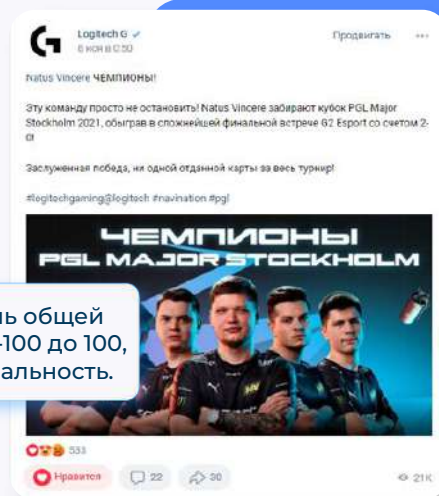 Logitech G
8 ноя в 0:50
Продвигать
Natus Vincere ЧЕМПИОНЫ!
Эту команду просто не остановить! Natus Vincere забирают кубок PGL Major
Stockholm 2021, обыграв в сложнейшей финальной встрече G2 Esport со счетом 2-
0!
Заслуженная победа, ни одной отданной карты за весь турнир!
#logitechgaming@logitech #navination #pgl
ЧЕМПИОНЫ
PGL MAJOR STOCKHOLM
ь общей
-100 до 100,
альность.
533
Нравится
22
30
21K